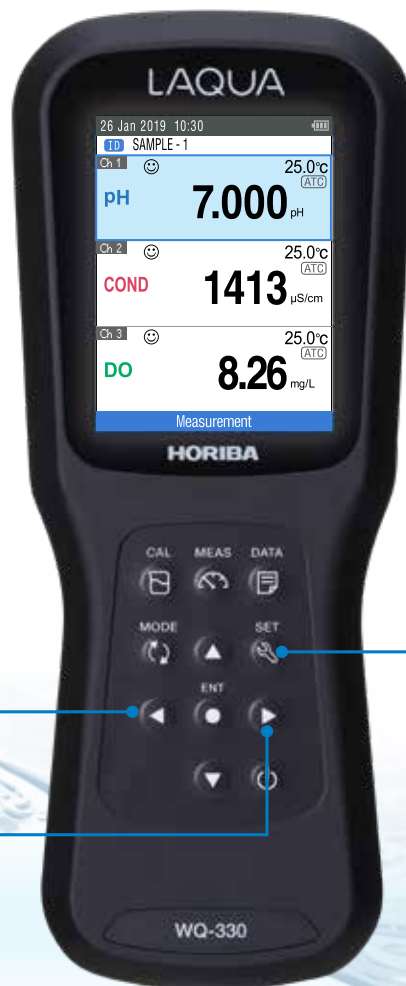 LAQUA
26 Jan 2019 10:30
ID SAMPLE - 1
Ch 1 25.0°C
ATC
pH 7.000 pH
Ch 2 25.0°C
ATC
COND 1413 µS/cm
Ch 3 25.0°C
ATC
DO 8.26 mg/L
Measurement
HORIBA
CAL MEAS DATA
MODE SET
ENT
WQ-330